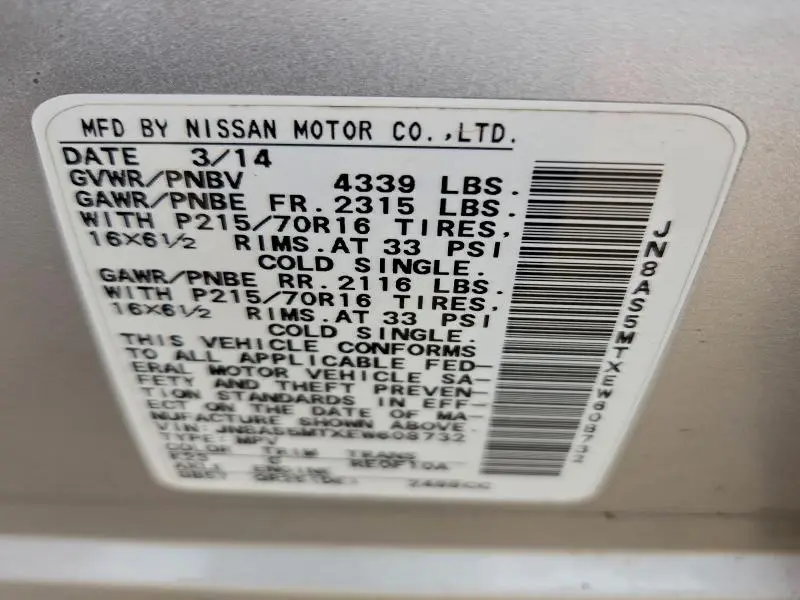 MFD BY NISSAN MOTOR CO.,LTD.
DATE 3/14
GVWR/PNBV 4339 LBS.
GAWR/PNBE FR. 2315 LBS.
WITH P215/70R16 TIRES,
16X6½ RIMS. AT 33 PSI
COLD SINGLE.
GAWR/PNBE RR. 2116 LBS.
WITH P215/70R16 TIRES,
16X6½ RIMS. AT 33 PSI
COLD SINGLE.
THIS VEHICLE CONFORMS
TO ALL APPLICABLE FED-
ERAL MOTOR VEHICLE SA-
FETY AND THEFT PREVEN-
TION STANDARDS IN EFF-
ECT ON THE DATE OF MA-
NUFACTURE SHOWN ABOVE.
VIN: JN8AS5MTXEW608732
TYPE: MPV
COLOR TRIM TRANS
RE0F10A
ENGINE
2488CC
JN8AS5MTXEW608732